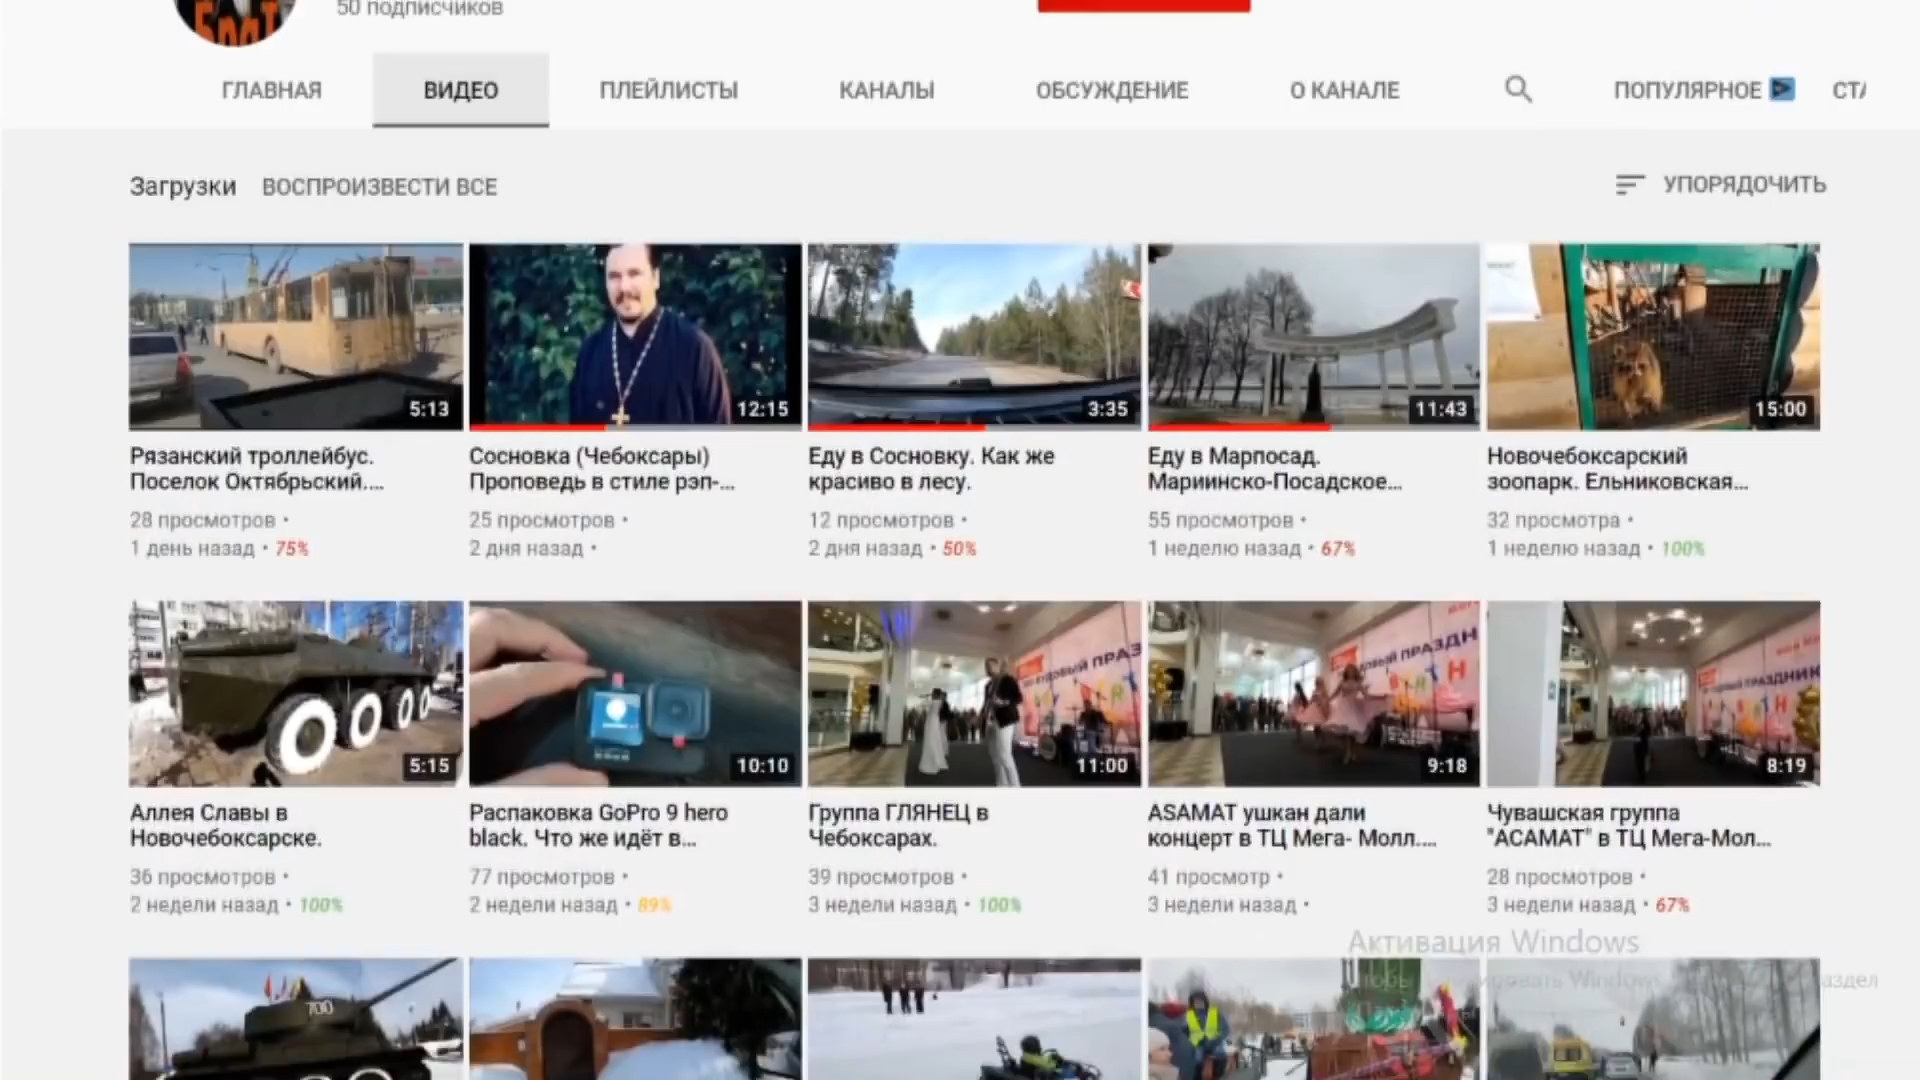 Брат
50 подписчиков
ГЛАВНАЯ ВИДЕО ПЛЕЙЛИСТЫ КАНАЛЫ ОБСУЖДЕНИЕ О КАНАЛЕ ПОПУЛЯРНОЕ СТА
Загрузки ВОСПРОИЗВЕСТИ ВСЕ УПОРЯДОЧИТЬ
5:13
Рязанский троллейбус.
Поселок Октябрьский....
28 просмотров •
1 день назад • 75%
12:15
Сосновка (Чебоксары)
Проповедь в стиле рэп-...
25 просмотров •
2 дня назад •
3:35
Еду в Сосновку. Как же
красиво в лесу.
12 просмотров •
2 дня назад • 50%
11:43
Еду в Марпосад.
Мариинско-Посадское...
55 просмотров •
1 неделю назад • 67%
15:00
Новочебоксарский
зоопарк. Ельниковская...
32 просмотра •
1 неделю назад • 100%
5:15
Аллея Славы в
Новочебоксарске.
36 просмотров •
2 недели назад • 100%
10:10
Распаковка GoPro 9 hero
black. Что же идёт в...
77 просмотров •
2 недели назад • 89%
11:00
Группа ГЛЯНЕЦ в
Чебоксарах.
39 просмотров •
3 недели назад • 100%
9:18
ASAMAT ушкан дали
концерт в ТЦ Мега- Молл....
41 просмотр •
3 недели назад •
8:19
Чувашская группа
"АСАМАТ" в ТЦ Мега-Мол...
28 просмотров •
3 недели назад • 67%
Активация Windows
700